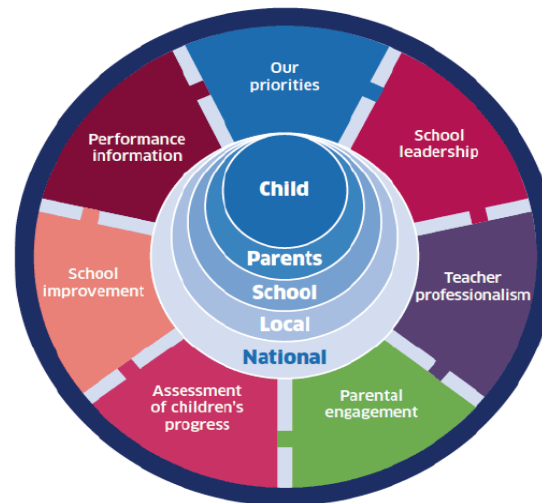 Our
priorities
School
leadership
Teacher
professionalism
Parental
engagement
Assessment
of children's
progress
School
improvement
Performance
information
Child
Parents
School
Local
National